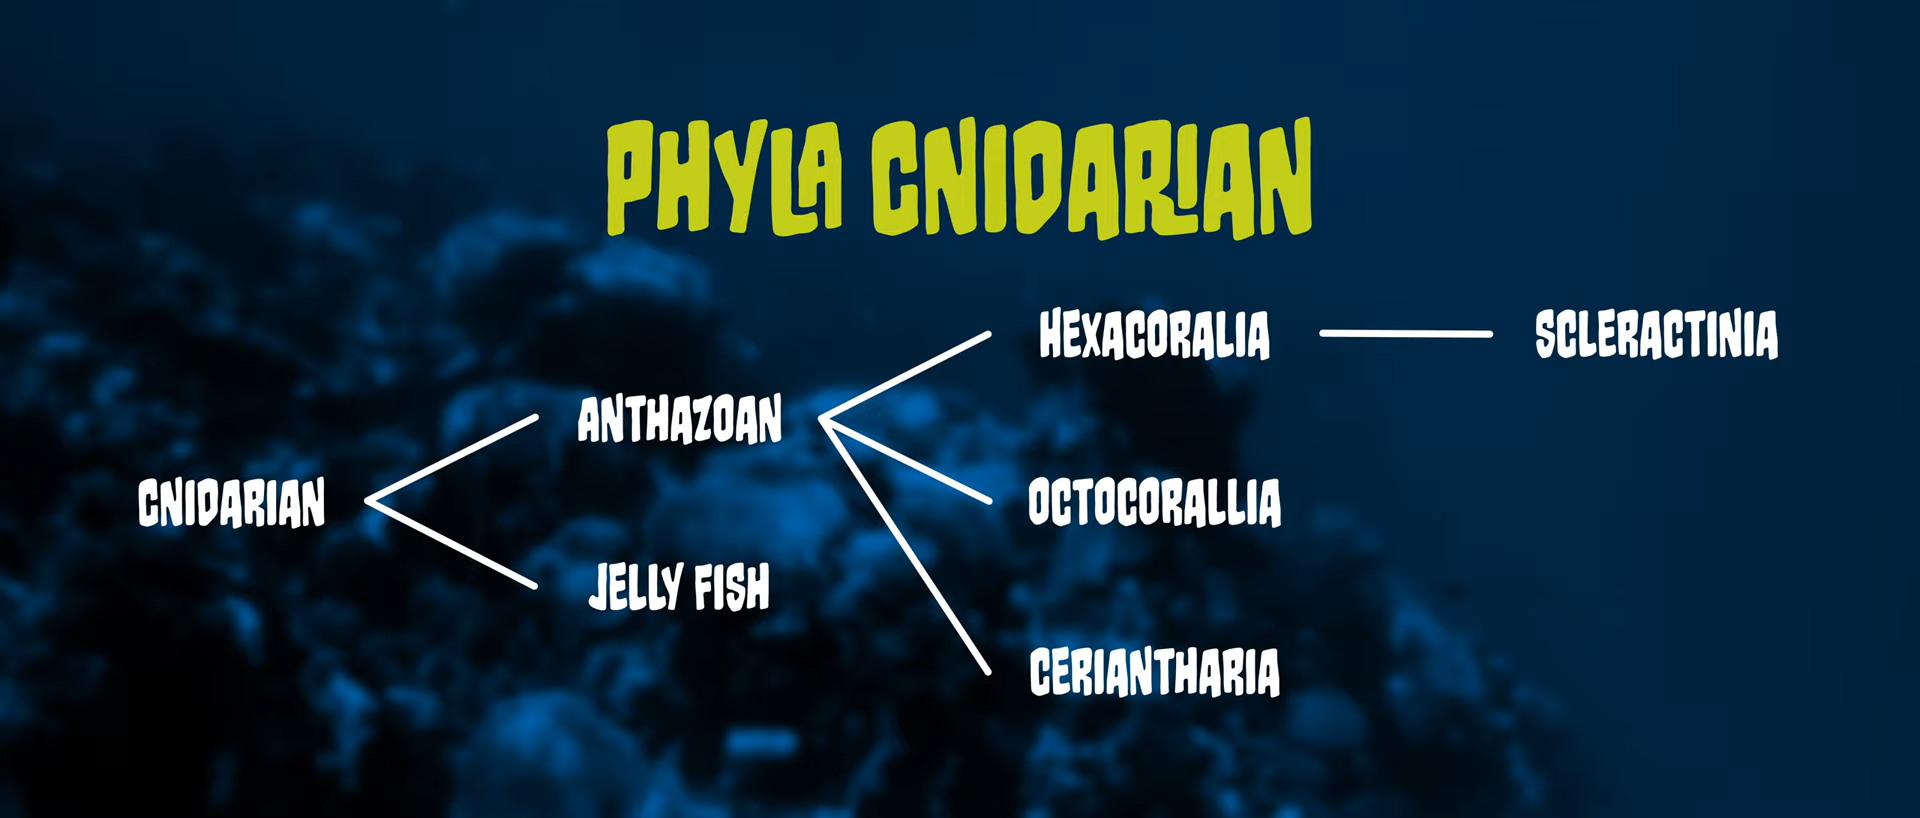 PHYLA CNIDARIAN
HEXACORALIA
SCLERACTINIA
ANTHAZOAN
CNIDARIAN
OCTOCORALLIA
JELLY FISH
CERIANTHARIA